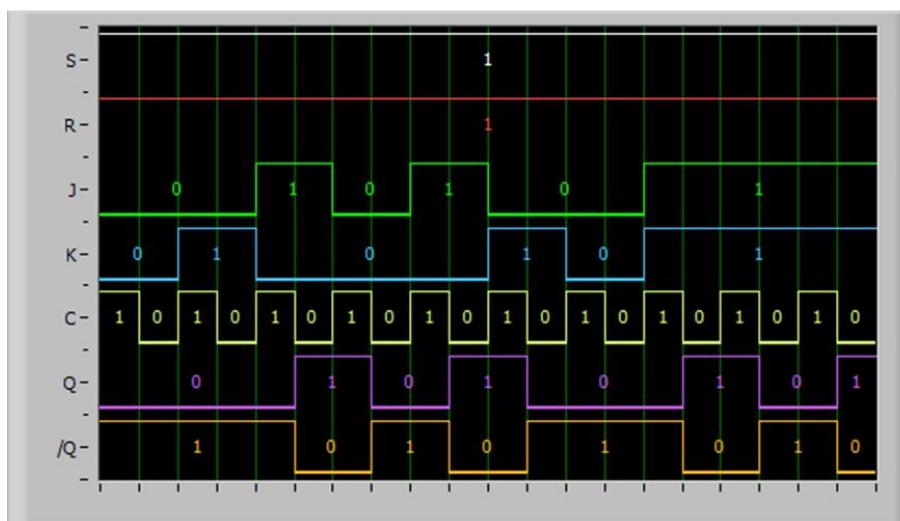 S- 1
R- 1
J- 0 1 0 1 0 1
K- 0 1 0 1 0 1
C- 1 0 1 0 1 0 1 0 1 0 1 0 1 0 1 0 1 0 1 0
Q- 0 1 0 1 0 1 0 1
/Q- 1 0 1 0 1 0 1 0